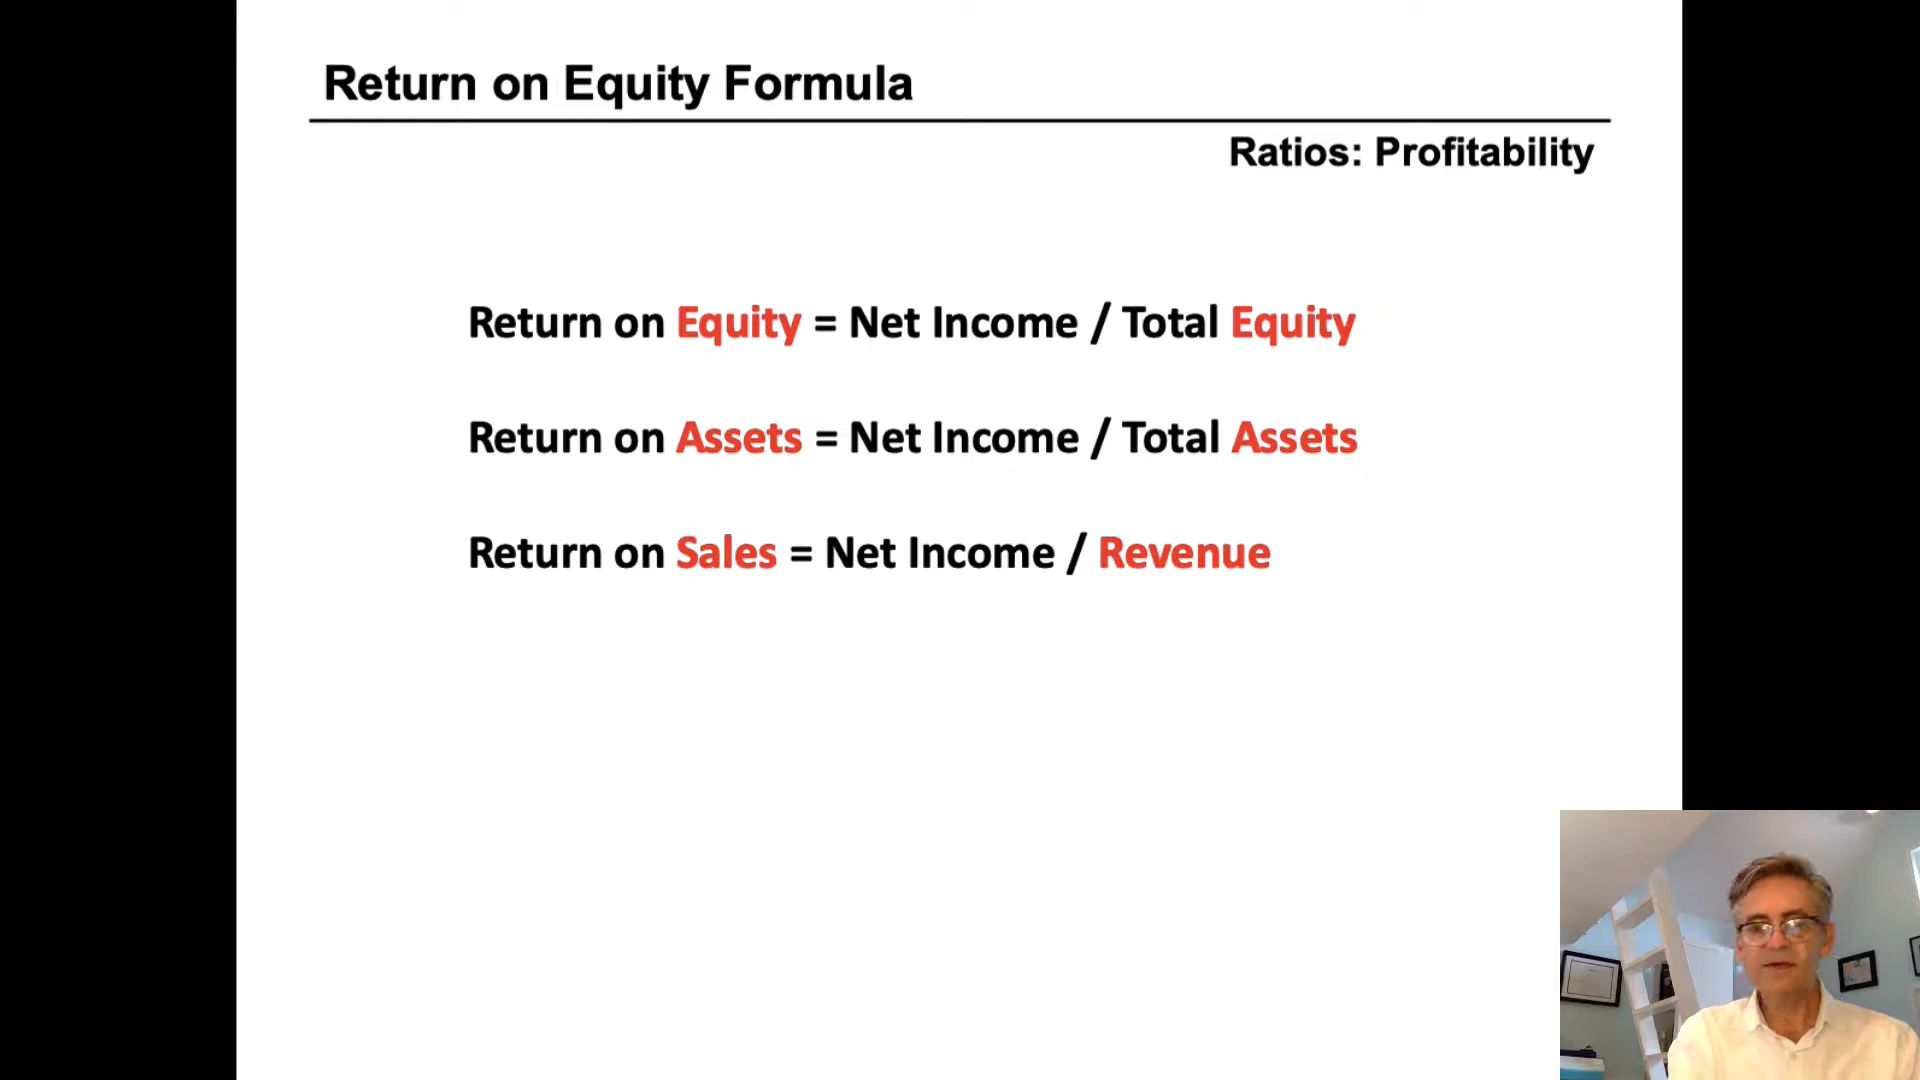 Return on Equity Formula
Ratios: Profitability
Return on Equity = Net Income / Total Equity
Return on Assets = Net Income / Total Assets
Return on Sales = Net Income / Revenue